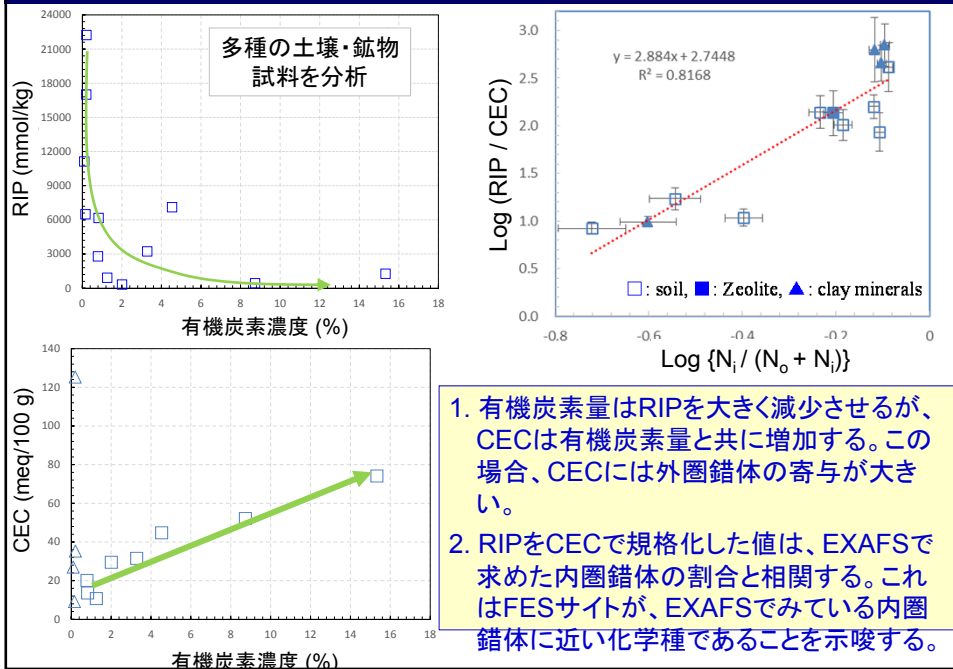 24000
21000
18000
15000
12000
9000
6000
3000
0
RIP (mmol/kg)
多種の土壌・鉱物
試料を分析
0 2 4 6 8 10 12 14 16 18
有機炭素濃度 (%)
3.0
2.5
2.0
1.5
1.0
0.0
Log (RIP / CEC)
y = 2.884x + 2.7448
R² = 0.8168
□ : soil, ■ : Zeolite, ▲ : clay minerals
-0.8 -0.6 -0.4 -0.2 0
Log {Ni / (No + Ni)}
140
120
100
80
60
40
20
0
CEC (meq/100 g)
0 2 4 6 8 10 12 14 16 18
有機炭素濃度 (%)
1. 有機炭素量はRIPを大きく減少させるが、
CECは有機炭素量と共に増加する。この
場合、CECには外圏錯体の寄与が大き
い。
2. RIPをCECで規格化した値は、EXAFSで
求めた内圏錯体の割合と相関する。これ
はFESサイトが、EXAFSでみている内圏
錯体に近い化学種であることを示唆する。